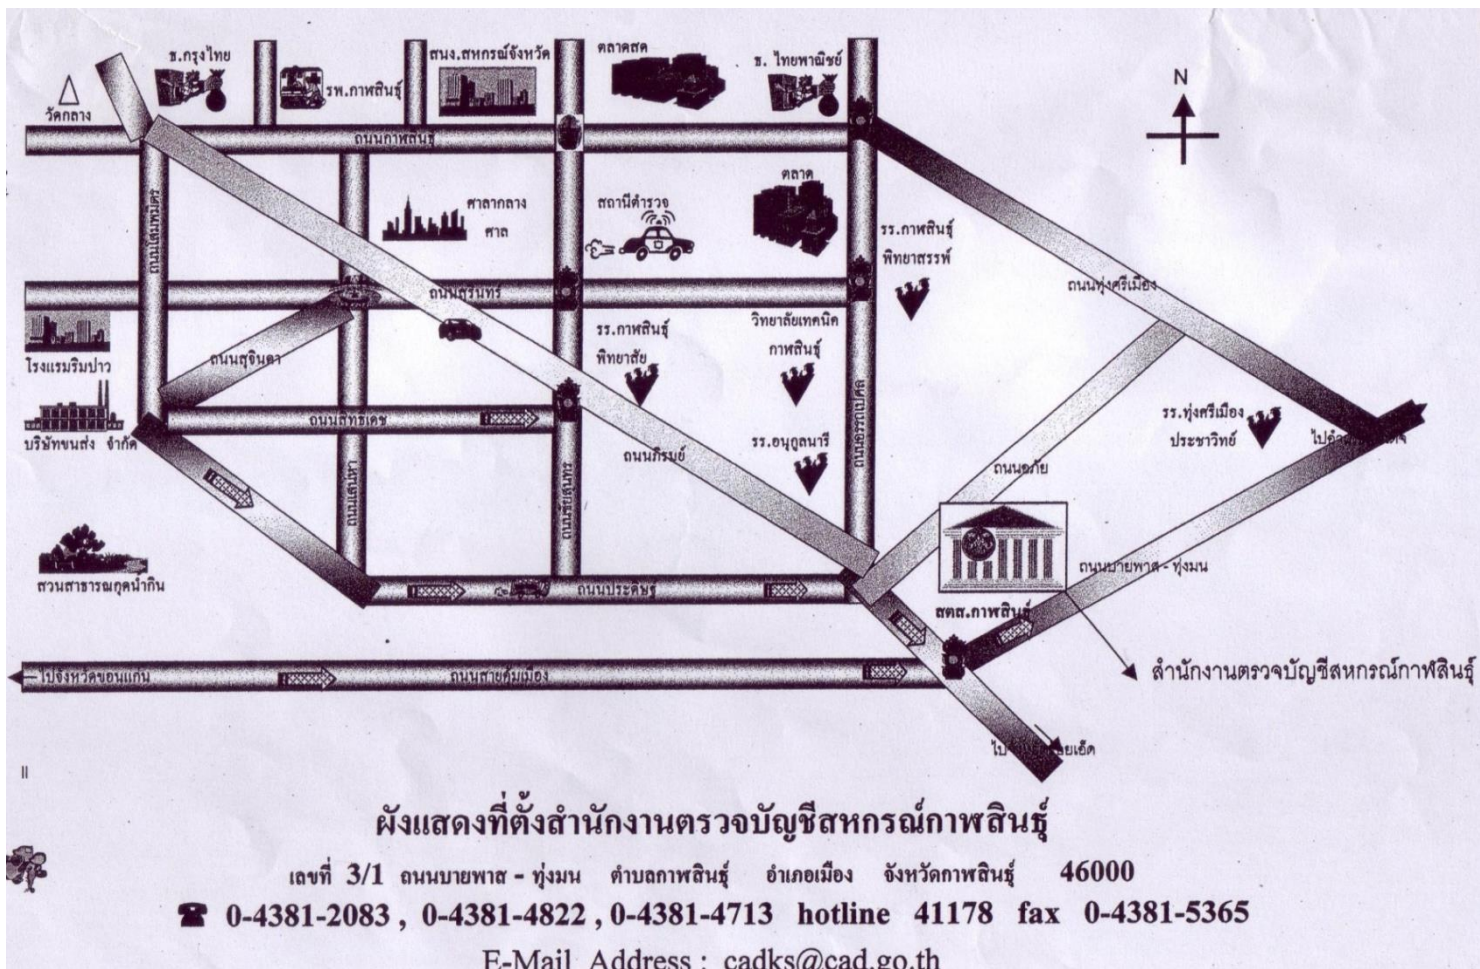 ธ.กรุงไทย
รพ.กาฬสินธุ์
สนง.สหกรณ์จังหวัด
ตลาดสด
ธ. ไทยพาณิชย์
วัดกลาง
N
ถนนกาฬสินธุ์
ศาลากลาง
ศาล
สถานีตำรวจ
ตลาด
รร.กาฬสินธุ์
พิทยาสรรพ์
ถนนทุ่งศรีเมือง
ถนนสุรินทร์
โรงแรมริมปาว
ถนนสุจินดา
รร.กาฬสินธุ์
พิทยาสัย
วิทยาลัยเทคนิค
กาฬสินธุ์
บริษัทขนส่ง จำกัด
ถนนสิทธิเดช
ถนนภิรมย์
รร.อนุกูลนารี
ถนนอภัย
รร.ทุ่งศรีเมือง
ประชาวิทย์
สวนสาธารณกุดน้ำกิน
ถนนประดิษฐ์
ถนนบายพาส - ทุ่งมน
สตส.กาฬสินธุ์
ไปจังหวัดขอนแก่น
ถนนสายคุ้มเมือง
สำนักงานตรวจบัญชีสหกรณ์กาฬสินธุ์
II
ผังแสดงที่ตั้งสำนักงานตรวจบัญชีสหกรณ์กาฬสินธุ์
เลขที่ 3/1 ถนนบายพาส - ทุ่งมน ตำบลกาฬสินธุ์ อำเภอเมือง จังหวัดกาฬสินธุ์ 46000
☎ 0-4381-2083 , 0-4381-4822 , 0-4381-4713 hotline 41178 fax 0-4381-5365
E-Mail Address : cadks@cad.go.th